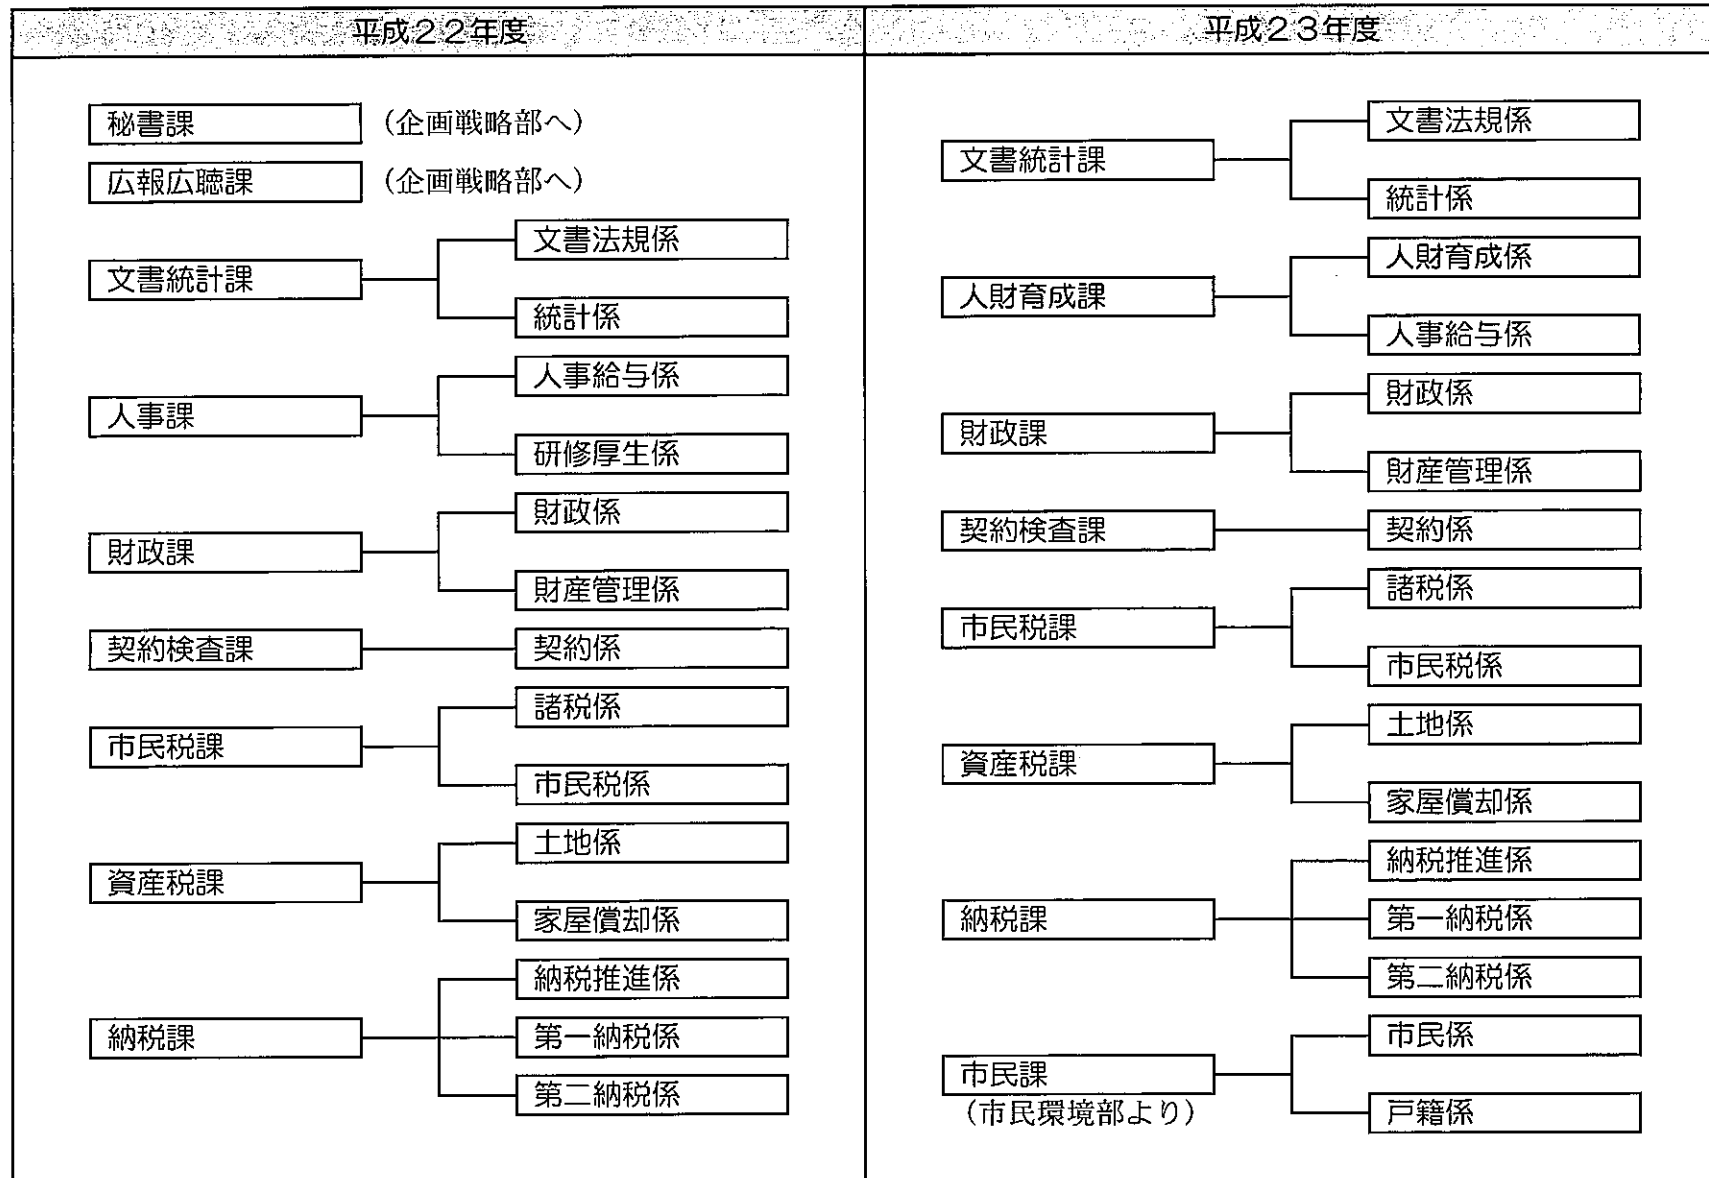 平成22年度
秘書課 (企画戦略部へ)
広報広聴課 (企画戦略部へ)
文書統計課
文書法規係
統計係
人事課
人事給与係
研修厚生係
財政課
財政係
財産管理係
契約検査課
契約係
市民税課
諸税係
市民税係
資産税課
土地係
家屋償却係
納税課
納税推進係
第一納税係
第二納税係
平成23年度
文書統計課
文書法規係
統計係
人財育成課
人財育成係
人事給与係
財政課
財政係
財産管理係
契約検査課
契約係
市民税課
諸税係
市民税係
資産税課
土地係
家屋償却係
納税課
納税推進係
第一納税係
第二納税係
市民課
(市民環境部より)
市民係
戸籍係